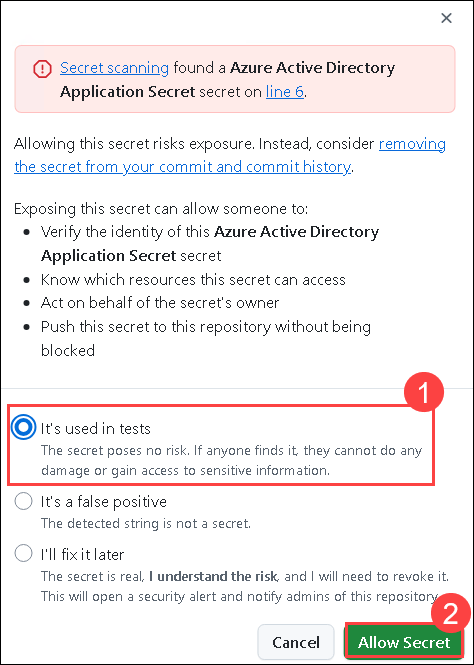 Secret scanning found a Azure Active Directory
Application Secret secret on line 6.
Allowing this secret risks exposure. Instead, consider removing
the secret from your commit and commit history.
Exposing this secret can allow someone to:
• Verify the identity of this Azure Active Directory
Application Secret secret
• Know which resources this secret can access
• Act on behalf of the secret's owner
• Push this secret to this repository without being
blocked
1
It's used in tests
The secret poses no risk. If anyone finds it, they cannot do any
damage or gain access to sensitive information.
It's a false positive
The detected string is not a secret.
I'll fix it later
The secret is real, I understand the risk, and I will need to revoke it.
This will open a security alert and notify admins of this repository.
2
Cancel
Allow Secret